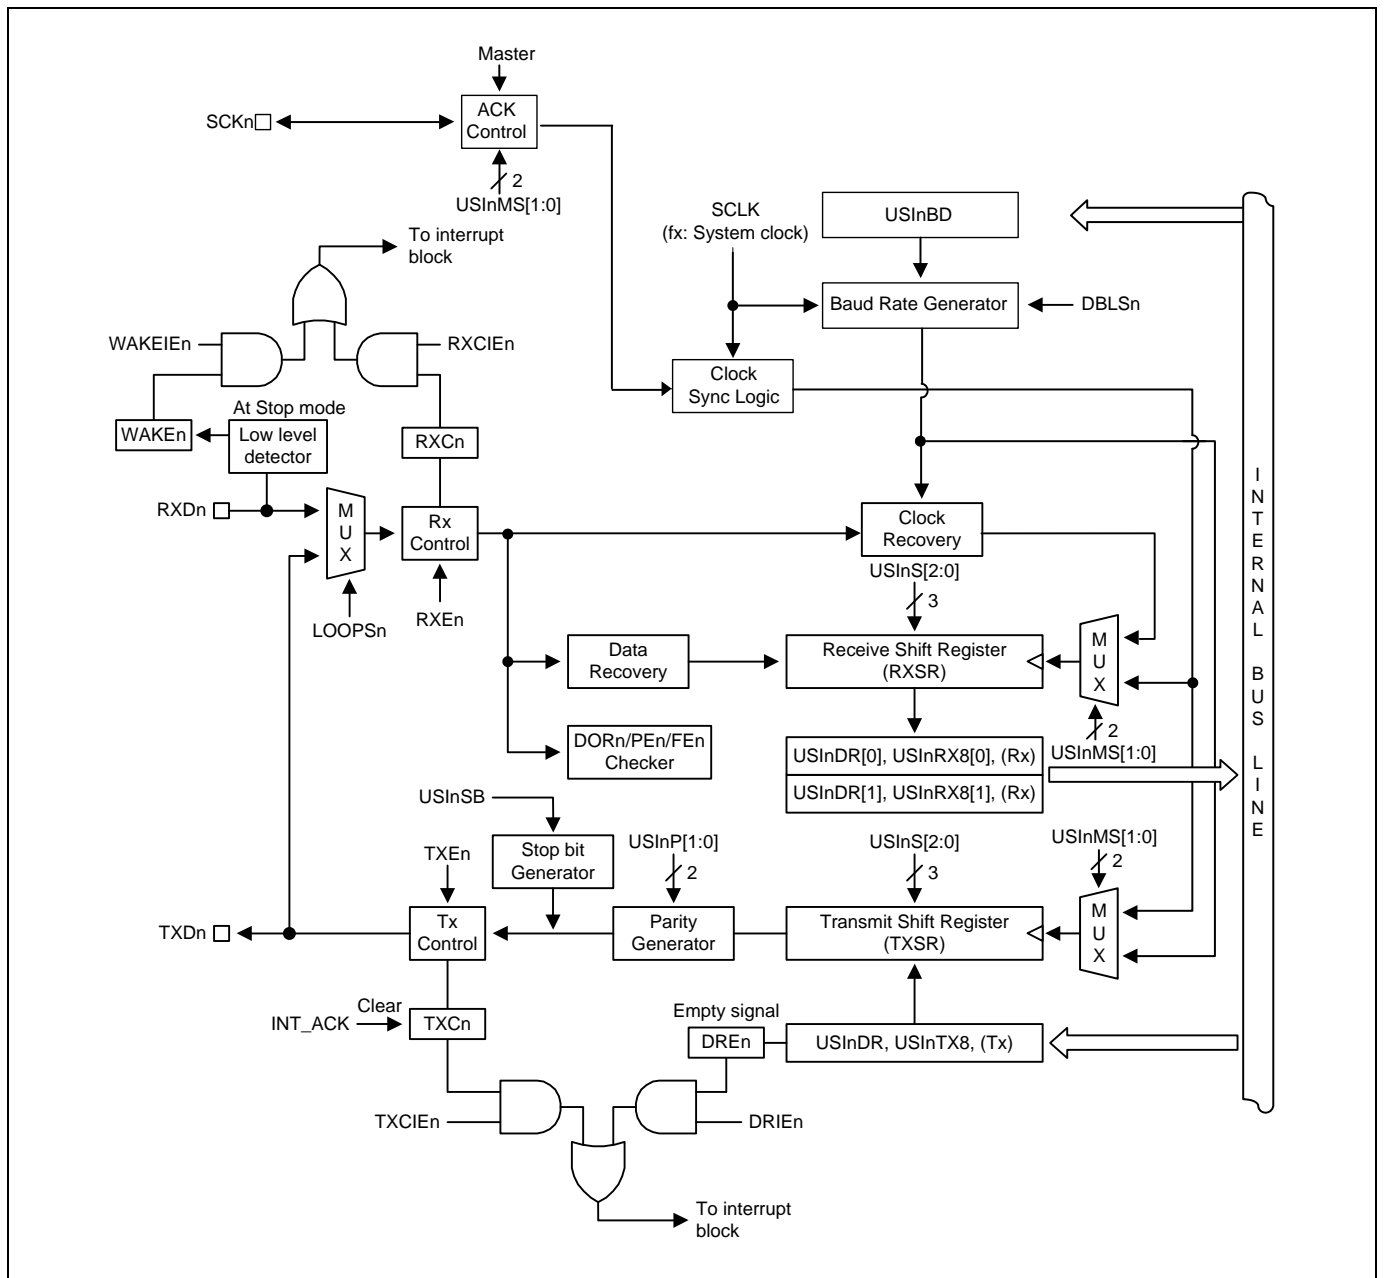 Master
SCKn
ACK
Control
2
USInMS[1:0]
SCLK
(fx: System clock)
USInBD
To interrupt
block
Baud Rate Generator
DBLSn
WAKEIEn
RXCIEn
Clock
Sync Logic
At Stop mode
WAKEn
Low level
detector
RXCn
RXDn
M
U
X
Rx
Control
Clock
Recovery
LOOPSn
RXEn
USInS[2:0]
3
Data
Recovery
Receive Shift Register
(RXSR)
M
U
X
2
USInMS[1:0]
DORn/PEn/FEn
Checker
USInDR[0], USInRX8[0], (Rx)
USInDR[1], USInRX8[1], (Rx)
I
N
T
E
R
N
A
L
B
U
S
L
I
N
E
USInSB
Stop bit
Generator
TXEn
USInP[1:0]
2
USInS[2:0]
3
USInMS[1:0]
2
TXDn
Tx
Control
Parity
Generator
Transmit Shift Register
(TXSR)
M
U
X
Clear
INT_ACK
TXCn
Empty signal
DREn
USInDR, USInTX8, (Tx)
TXCIEn
DRIEn
To interrupt
block